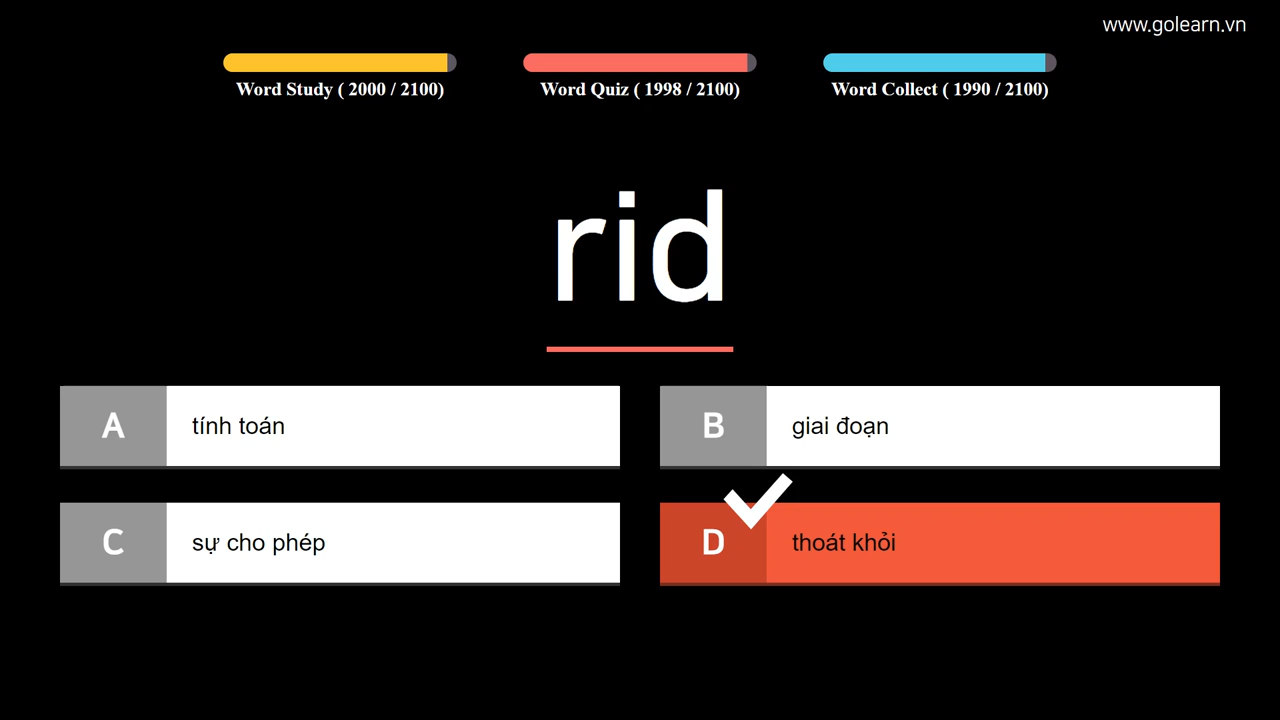 www.golearn.vn
Word Study ( 2000 / 2100)
Word Quiz ( 1998 / 2100)
Word Collect ( 1990 / 2100)
rid
A tính toán
B giai đoạn
C sự cho phép
D thoát khỏi